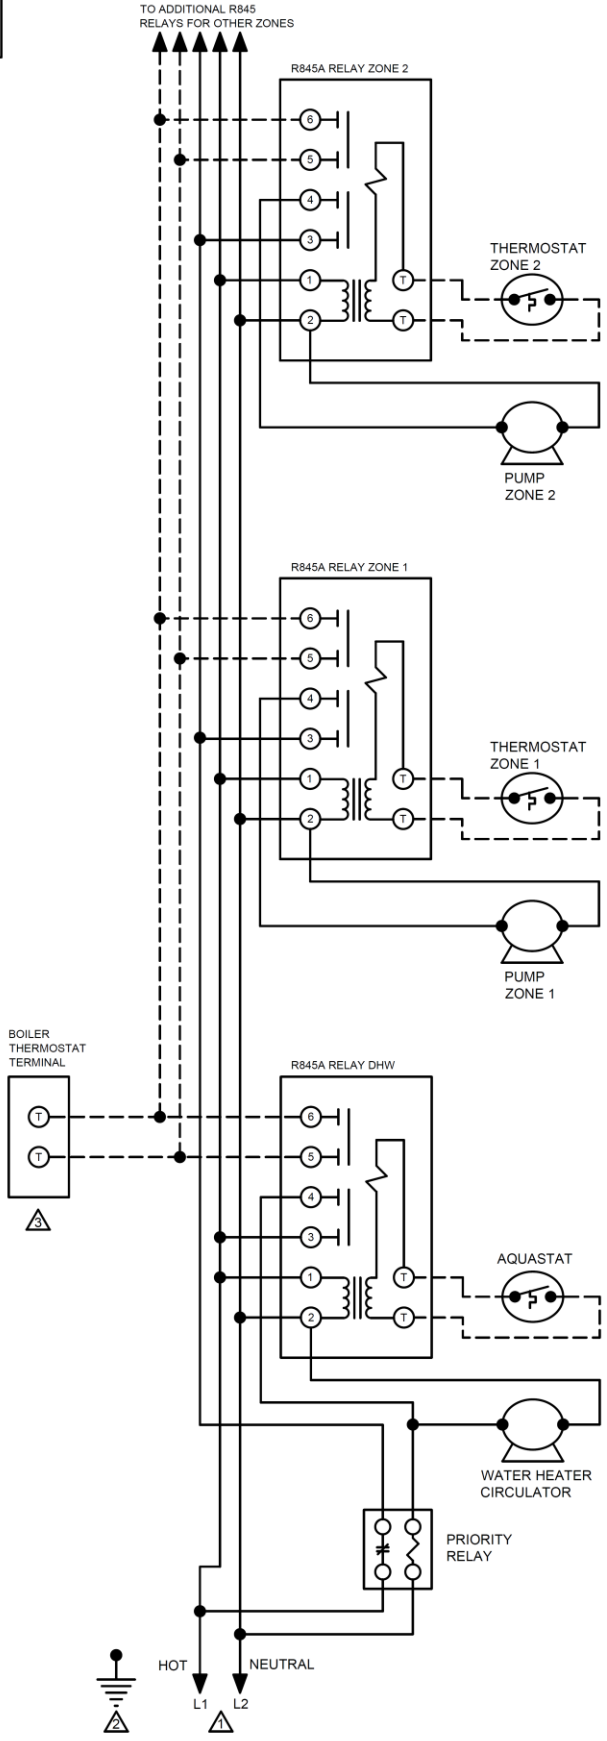 TO ADDITIONAL R845
RELAYS FOR OTHER ZONES
R845A RELAY ZONE 2
6
5
4
3
1
T
2
T
THERMOSTAT
ZONE 2
PUMP
ZONE 2
R845A RELAY ZONE 1
6
5
4
3
1
T
2
T
THERMOSTAT
ZONE 1
PUMP
ZONE 1
BOILER
THERMOSTAT
TERMINAL
T
T
3
R845A RELAY DHW
6
5
4
3
1
T
2
T
AQUASTAT
WATER HEATER
CIRCULATOR
PRIORITY
RELAY
HOT
NEUTRAL
L1
L2
2
1